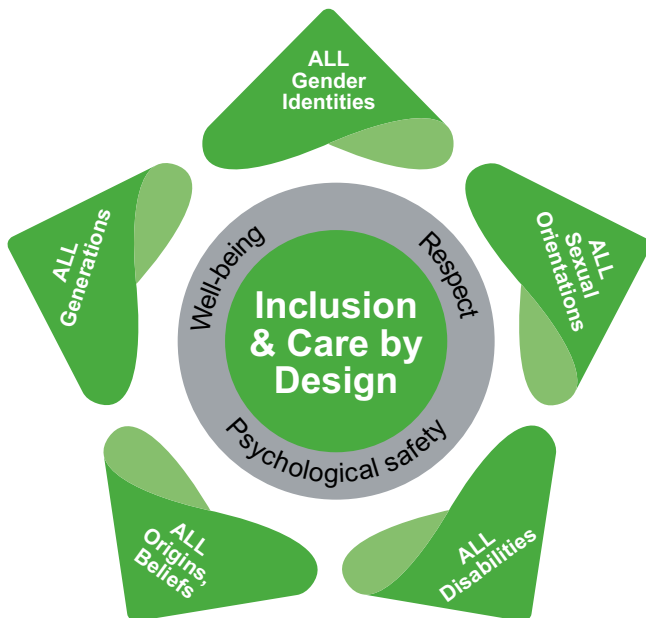 ALL
Gender
Identities
ALL
Sexual
Orientations
ALL
Disabilities
ALL
Origins,
Beliefs
ALL
Generations
Well-being
Respect
Psychological safety
Inclusion
& Care by
Design